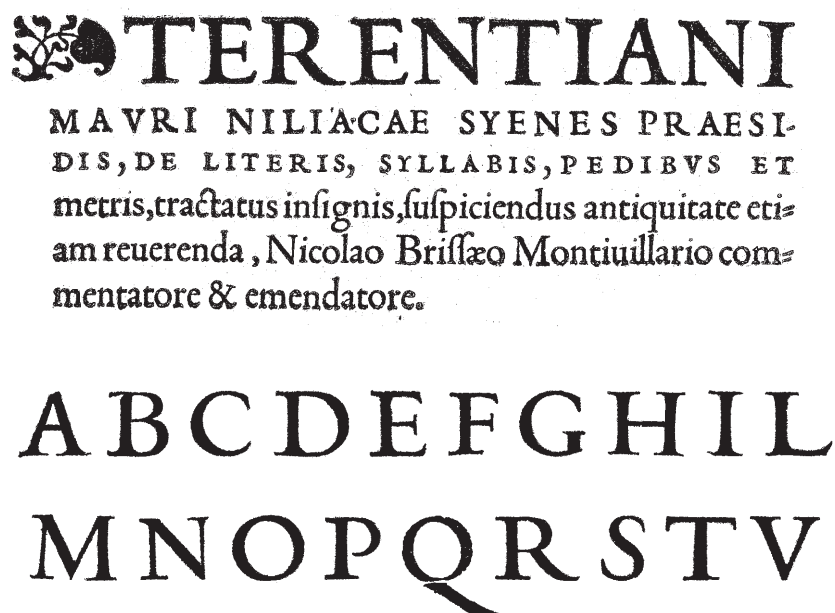 TERENTIANI
MAVRI NILIACAE SYENES PRAESI-
DIS, DE LITERIS, SYLLABIS, PEDIBVS ET
metris, tractatus inſignis, ſuſpiciendus antiquitate eti⸗
am reuerenda, Nicolao Briſſæo Montiuillario com⸗
mentatore & emendatore.
ABCDEFGHIL
MNOPQRSTV